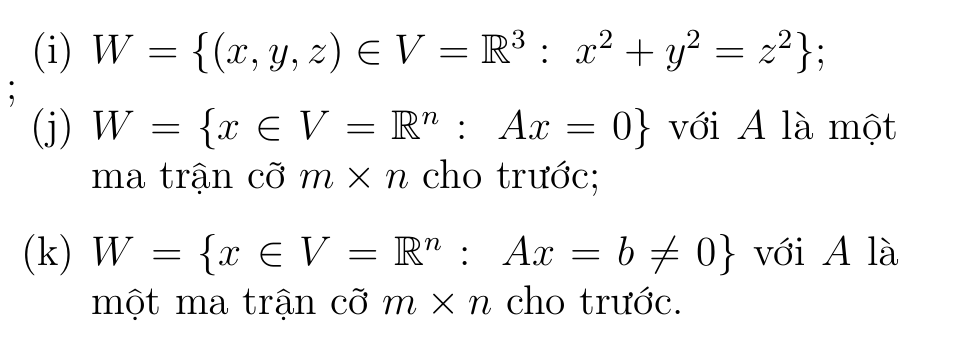 (i) W = {(x, y, z) ∈ V = ℝ³ : x² + y² = z²};
;
(j) W = {x ∈ V = ℝⁿ : Ax = 0} với A là một
ma trận cỡ m × n cho trước;
(k) W = {x ∈ V = ℝⁿ : Ax = b ≠ 0} với A là
một ma trận cỡ m × n cho trước.